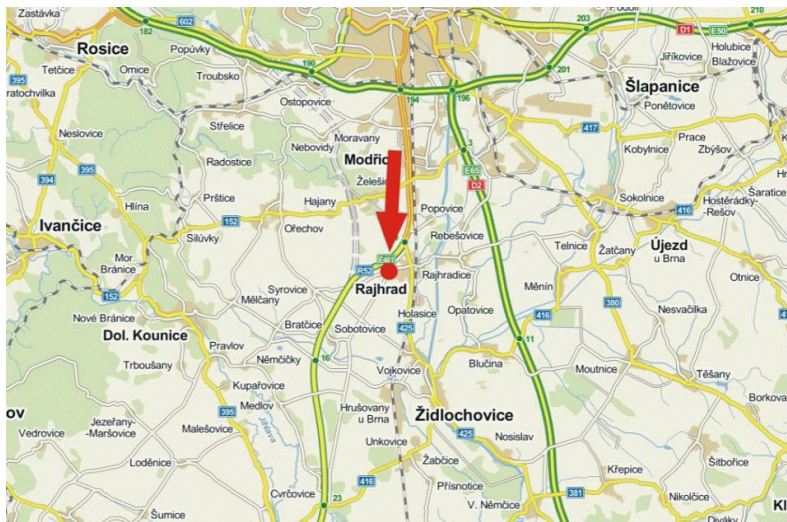 Zastávka
602
182
Rosice
Popůvky
190
203
D1
E50
210
Holubice
Blažovice
Jiříkovice
395
Tetčice
Omice
Troubsko
Ostopovice
194
196
201
Šlapanice
Ponětovice
Neslovice
Střelice
Moravany
Nebovidy
Modřice
3
417
Prace
Kobylnice
Zbýšov
394
395
Radostice
Želešice
E65
D2
Prštice
Hajany
Popovice
Sokolnice
Hostěrádky-
Rešov
Šaratice
Hlína
152
Ořechov
416
Ivančice
Silůvky
Rebešovice
Telnice
Žatčany
Újezd
u Brna
Mor.
Bránice
E461
R52
Rajhrad
Rajhradice
Otnice
152
Mělčany
Syrovice
Měnín
380
Nové Bránice
Bratčice
Sobotovice
Holasice
Opatovice
416
Nesvačilka
Dol. Kounice
425
Pravlov
Němčičky
16
11
Trboušany
Vojkovice
Blučina
Moutnice
Těšany
Kupařovice
Borkova
395
Medlov
Hrušovany
u Brna
Židlochovice
Jezeřany-
Maršovice
Malešovice
Jihlava
Vedrovice
Unkovice
425
Nosislav
Loděnice
Žabčice
Šitbořice
Cvrčovice
416
Přísnotice
Křepice
23
V. Němčice
381
Nikolčice
Šumice
Diváky